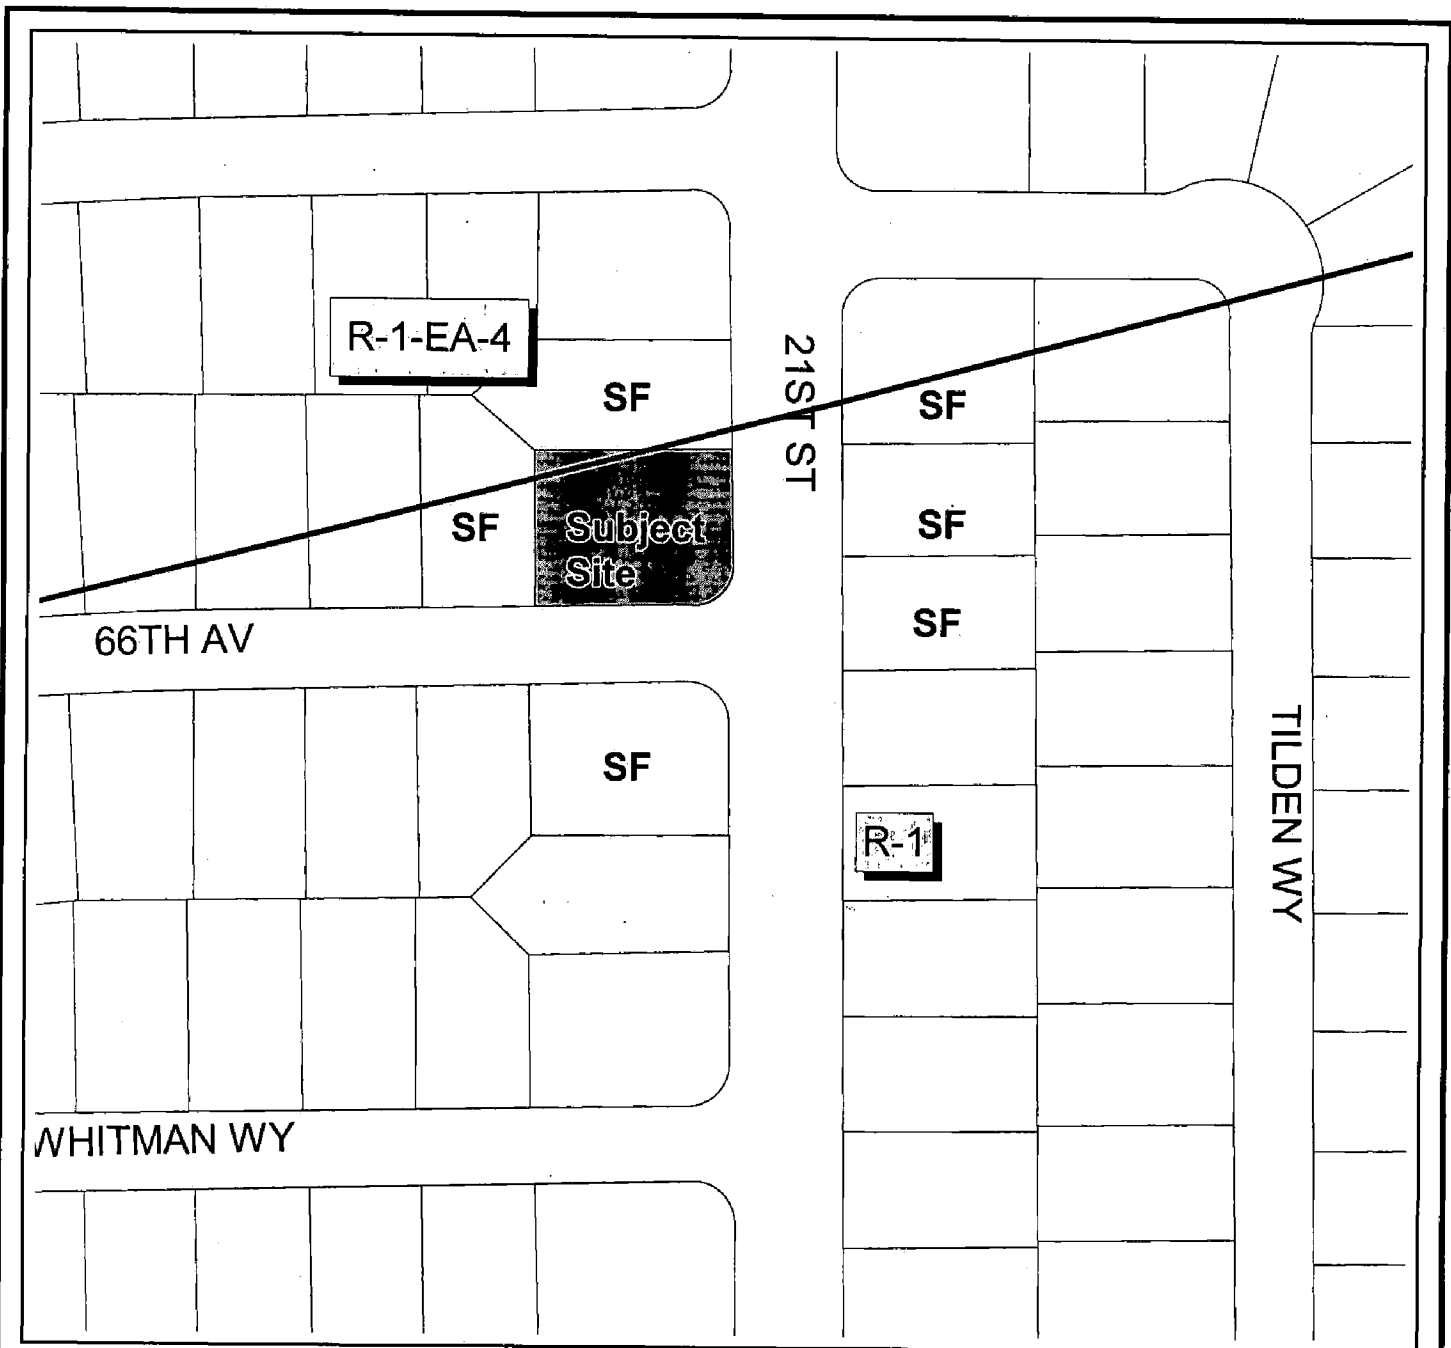 R-1-EA-4
21ST ST
SF
SF
SF
Subject
Site
SF
SF
66TH AV
SF
TILDEN WY
R-1
WHITMAN WY